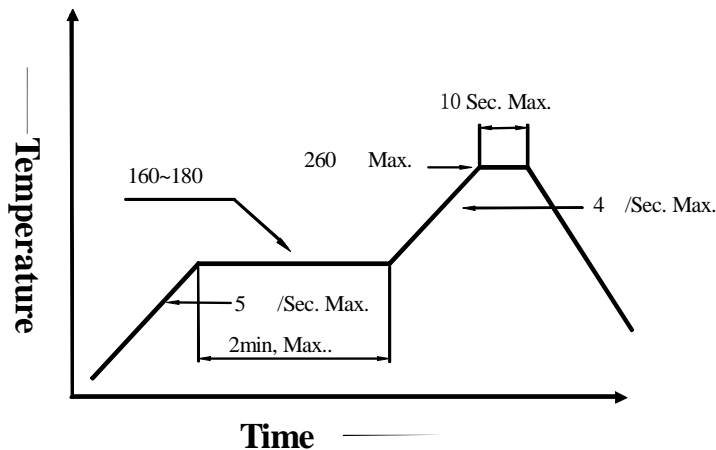 10 Sec. Max.
260 Max.
160~180
4 /Sec. Max.
5 /Sec. Max.
2min, Max..
Temperature
Time